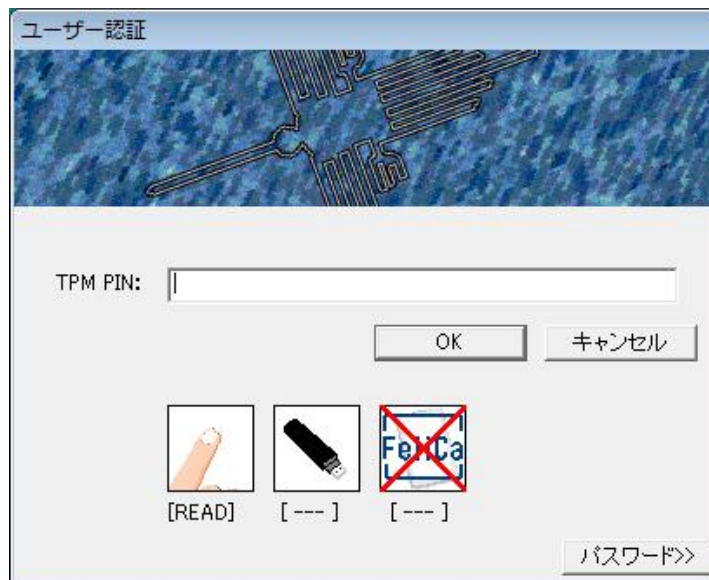 ユーザー認証
TPM PIN:
OK
キャンセル
FeliCa
[READ]
[ --- ]
[ --- ]
パスワード>>